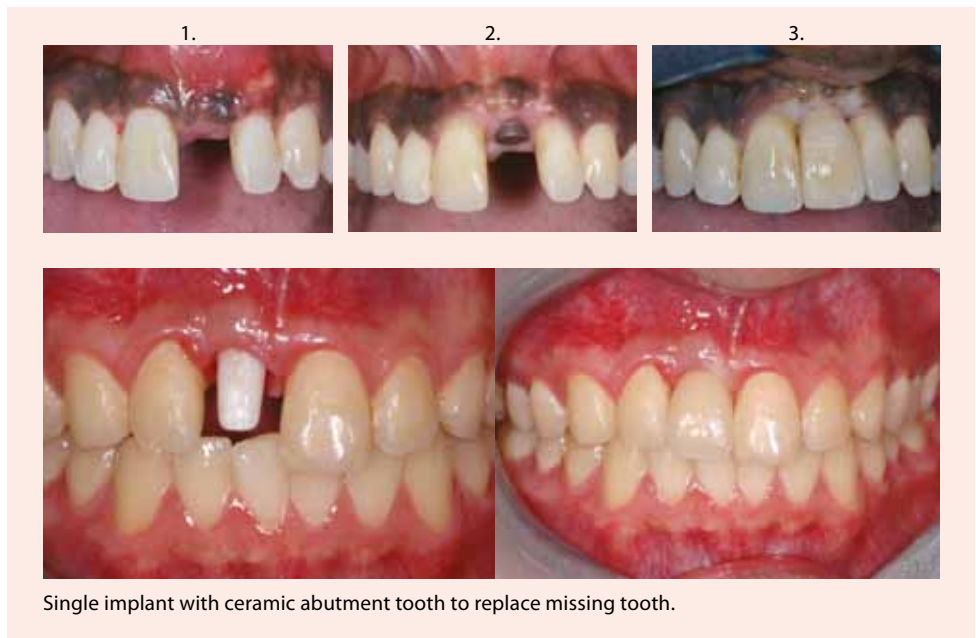 1.
2.
3.
Single implant with ceramic abutment tooth to replace missing tooth.